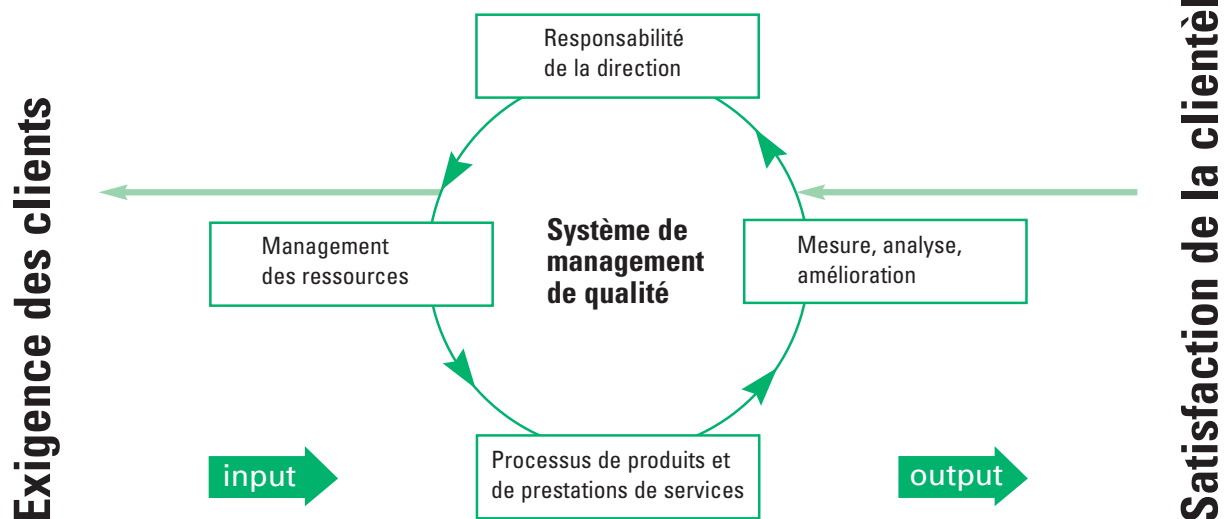 Exigence des clients
Responsabilité
de la direction
Management
des ressources
Système de
management
de qualité
Mesure, analyse,
amélioration
Processus de produits et
de prestations de services
input
output
Satisfaction de la